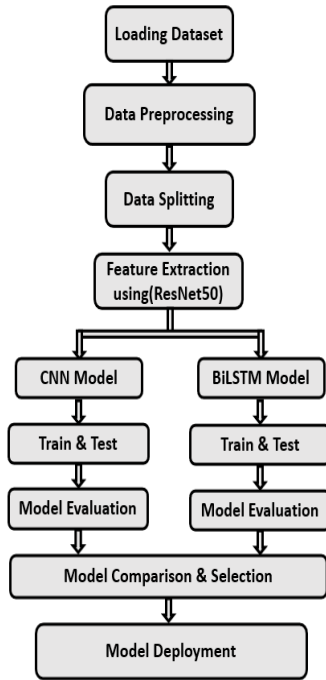 Loading Dataset
Data Preprocessing
Data Splitting
Feature Extraction
using(ResNet50)
CNN Model
BiLSTM Model
Train & Test
Train & Test
Model Evaluation
Model Evaluation
Model Comparison & Selection
Model Deployment